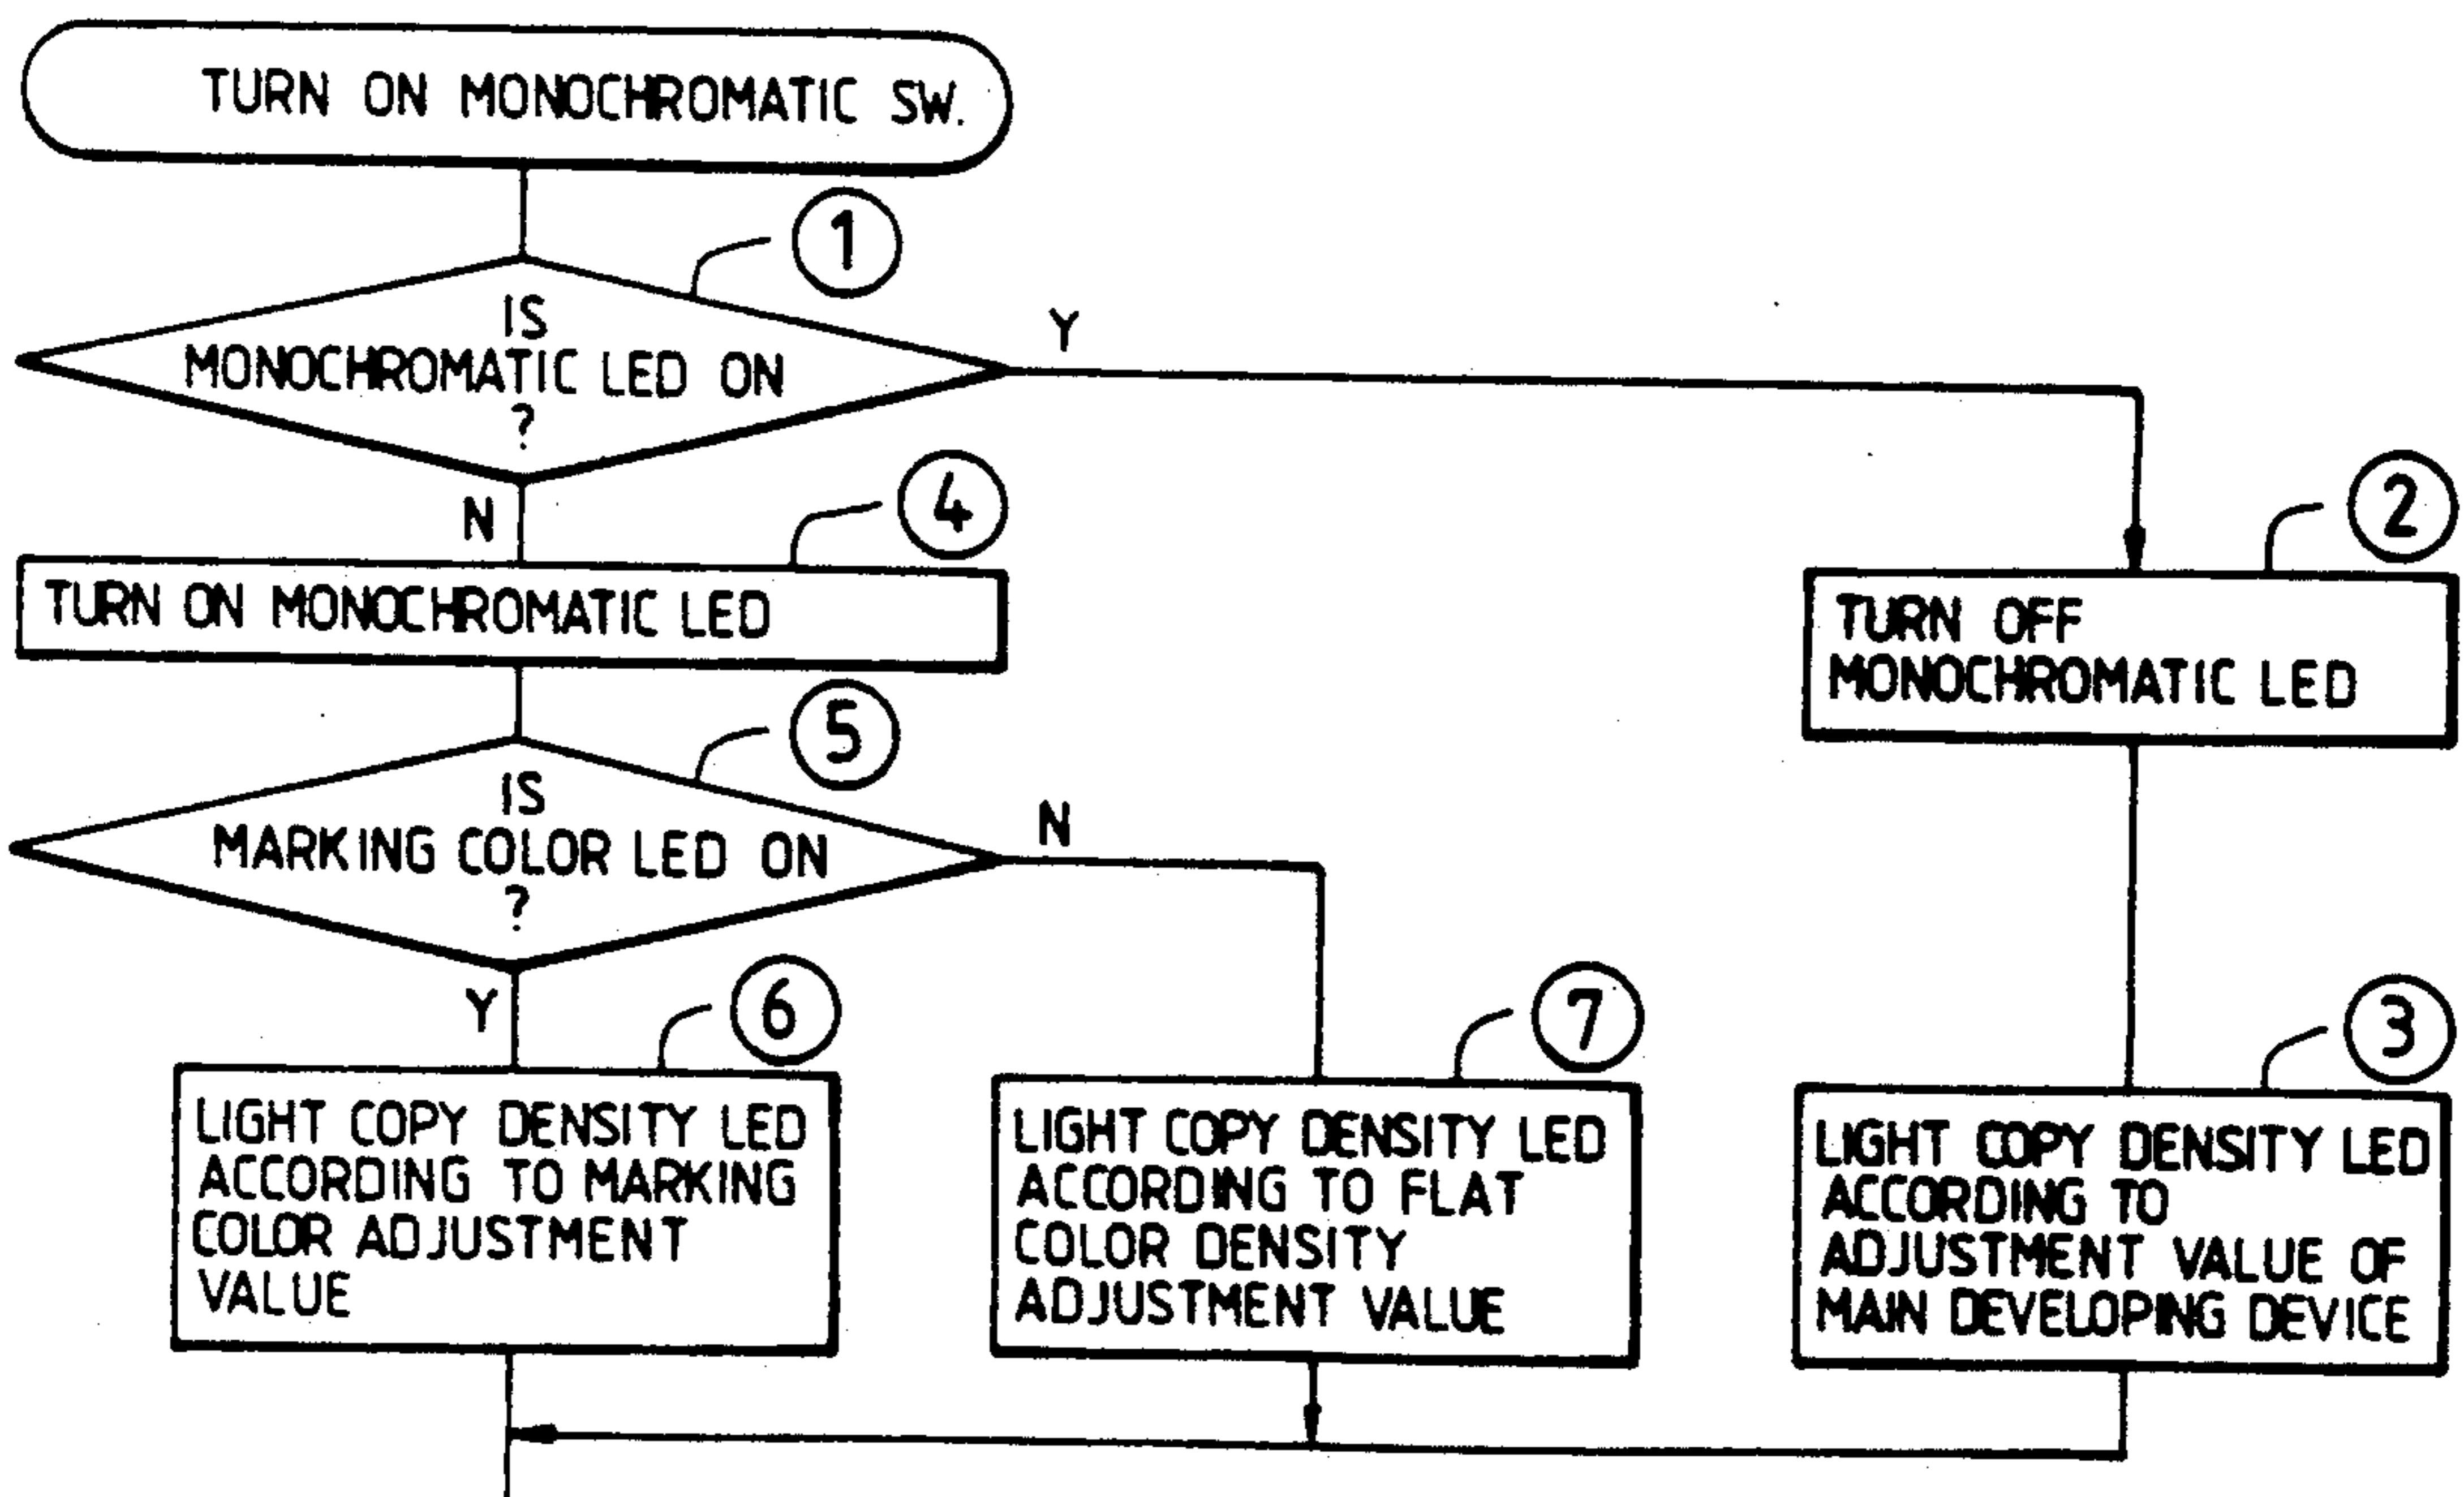 TURN ON MONOCHROMATIC SW.
1
IS
MONOCHROMATIC LED ON
?
Y
N
4
TURN ON MONOCHROMATIC LED
2
TURN OFF
MONOCHROMATIC LED
5
IS
MARKING COLOR LED ON
?
N
Y
6
LIGHT COPY DENSITY LED
ACCORDING TO MARKING
COLOR ADJUSTMENT
VALUE
7
LIGHT COPY DENSITY LED
ACCORDING TO FLAT
COLOR DENSITY
ADJUSTMENT VALUE
3
LIGHT COPY DENSITY LED
ACCORDING TO
ADJUSTMENT VALUE OF
MAIN DEVELOPING DEVICE